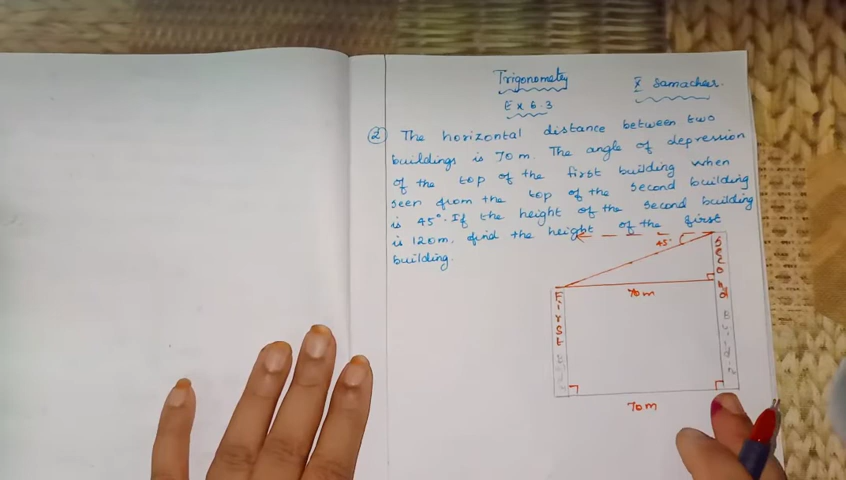 Trigonometry
X Samacheer.
Ex 6.3
② The horizontal distance between two
buildings is 70 m. The angle of depression
of the top of the first building when
seen from the top of the second building
is 45°. If the height of the second building
is 120m, find the height of the first
building.
45°
70 m
First
Second
70 m